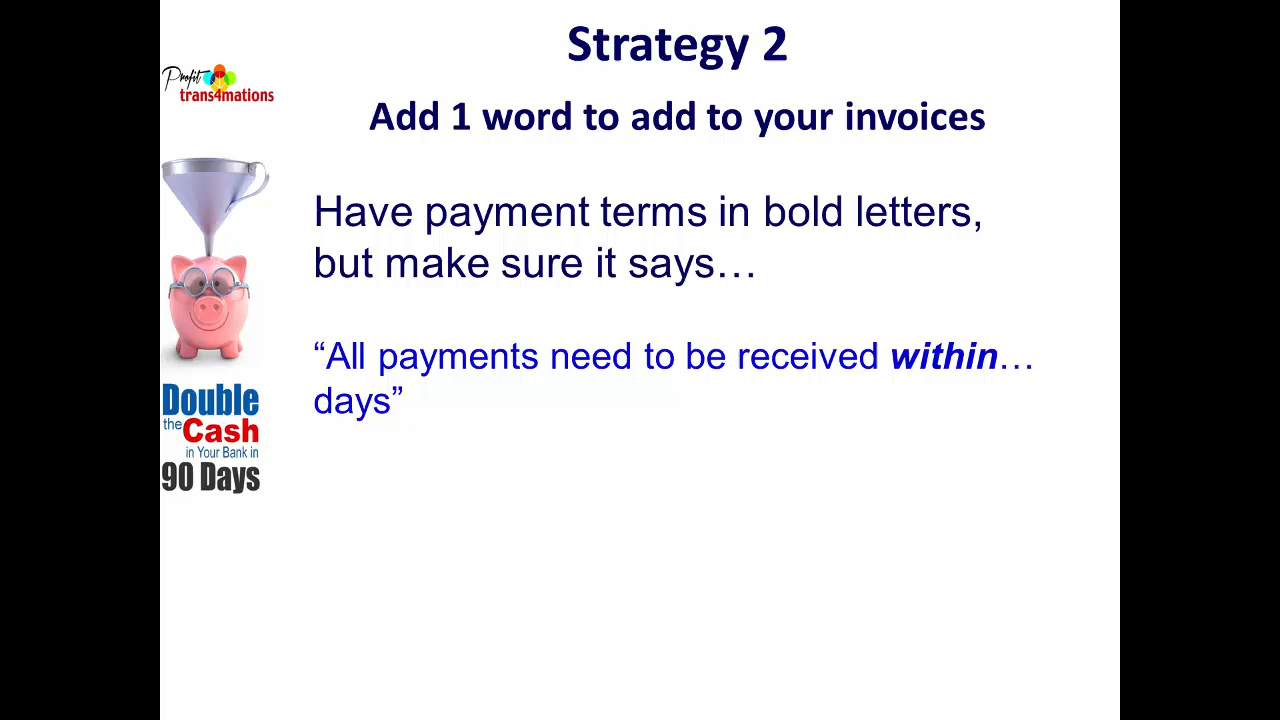 Strategy 2
Profit
trans4mations
Add 1 word to add to your invoices
Have payment terms in bold letters,
but make sure it says…
“All payments need to be received within…
days”
Double
the Cash
in Your Bank in
90 Days